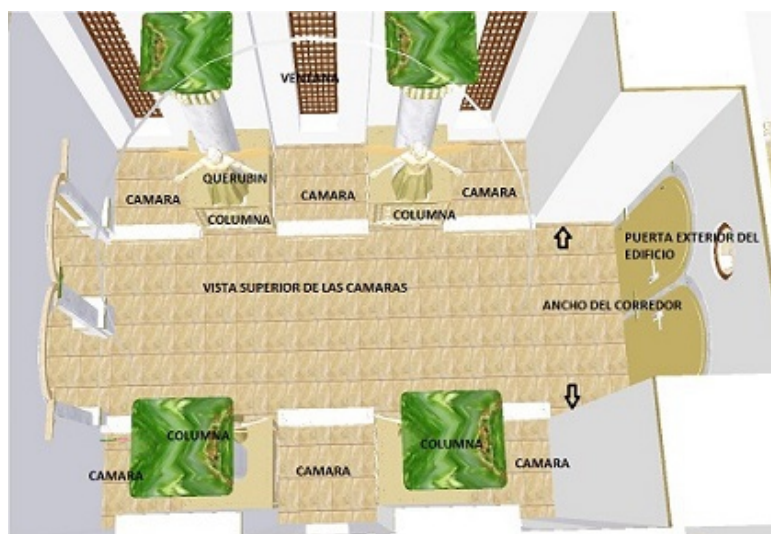 VENTANA
QUERUBIN
CAMARA
CAMARA
CAMARA
COLUMNA
COLUMNA
PUERTA EXTERIOR DEL
EDIFICIO
VISTA SUPERIOR DE LAS CAMARAS
ANCHO DEL CORREDOR
COLUMNA
COLUMNA
CAMARA
CAMARA
CAMARA